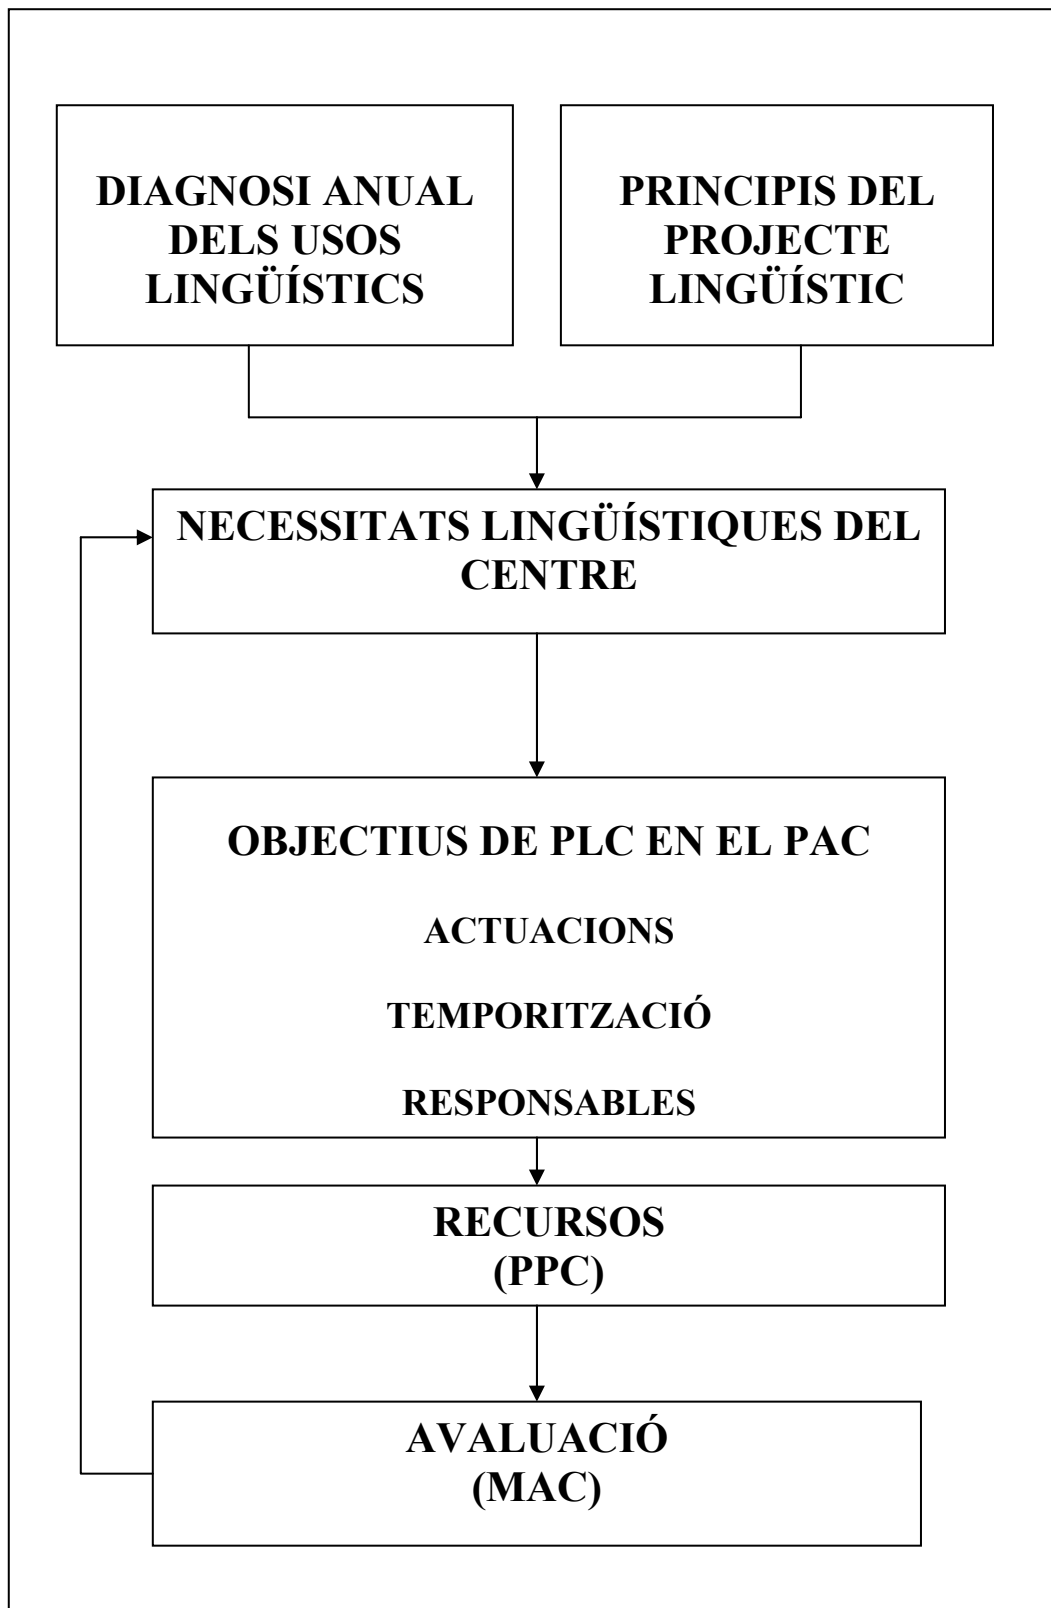 DIAGNOSI ANUAL
DELS USOS
LINGÜÍSTICS
PRINCIPIS DEL
PROJECTE
LINGÜÍSTIC
NECESSITATS LINGÜÍSTIQUES DEL
CENTRE
OBJECTIUS DE PLC EN EL PAC
ACTUACIONS
TEMPORITZACIÓ
RESPONSABLES
RECURSOS
(PPC)
AVALUACIÓ
(MAC)